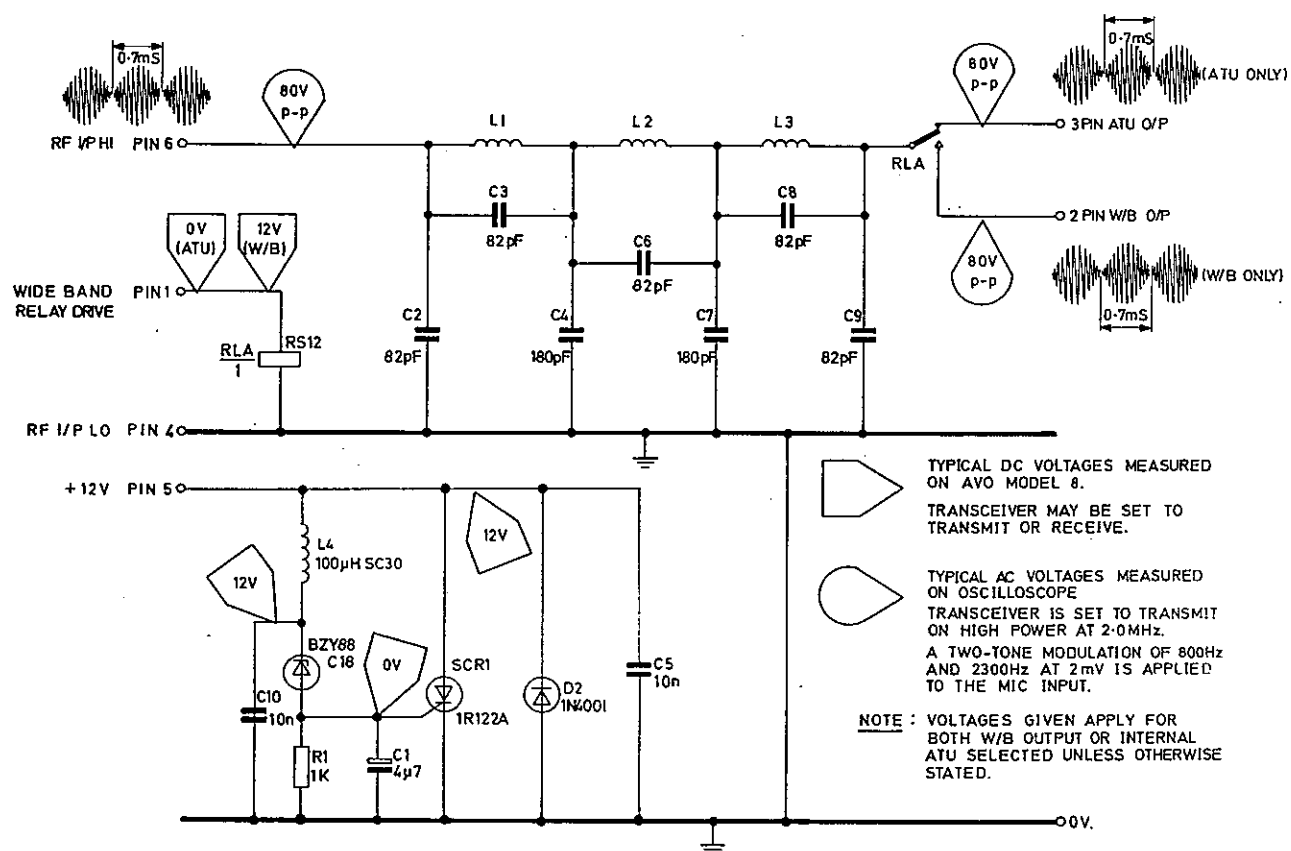 0·7mS
80V
p-p
RF I/P HI PIN 6
L1
L2
L3
C3
82pF
C6
82pF
C8
82pF
C2
82pF
C4
180pF
C7
180pF
C9
82pF
RLA
80V
p-p
0·7mS
(ATU ONLY)
3 PIN ATU O/P
2 PIN W/B O/P
80V
p-p
(W/B ONLY)
0·7mS
0V
(ATU)
12V
(W/B)
WIDE BAND PIN 1
RELAY DRIVE
RLA
1
RS12
RF I/P LO PIN 4
+12V PIN 5
L4
100µH SC30
12V
12V
BZY88
C18
0V
SCR1
1R122A
D2
1N4001
C5
10n
C10
10n
R1
1K
C1
4µ7
0V.
TYPICAL DC VOLTAGES MEASURED
ON AVO MODEL 8.
TRANSCEIVER MAY BE SET TO
TRANSMIT OR RECEIVE.
TYPICAL AC VOLTAGES MEASURED
ON OSCILLOSCOPE
TRANSCEIVER IS SET TO TRANSMIT
ON HIGH POWER AT 2·0MHz.
A TWO-TONE MODULATION OF 800Hz
AND 2300Hz AT 2mV IS APPLIED
TO THE MIC INPUT.
NOTE : VOLTAGES GIVEN APPLY FOR
BOTH W/B OUTPUT OR INTERNAL
ATU SELECTED UNLESS OTHERWISE
STATED.